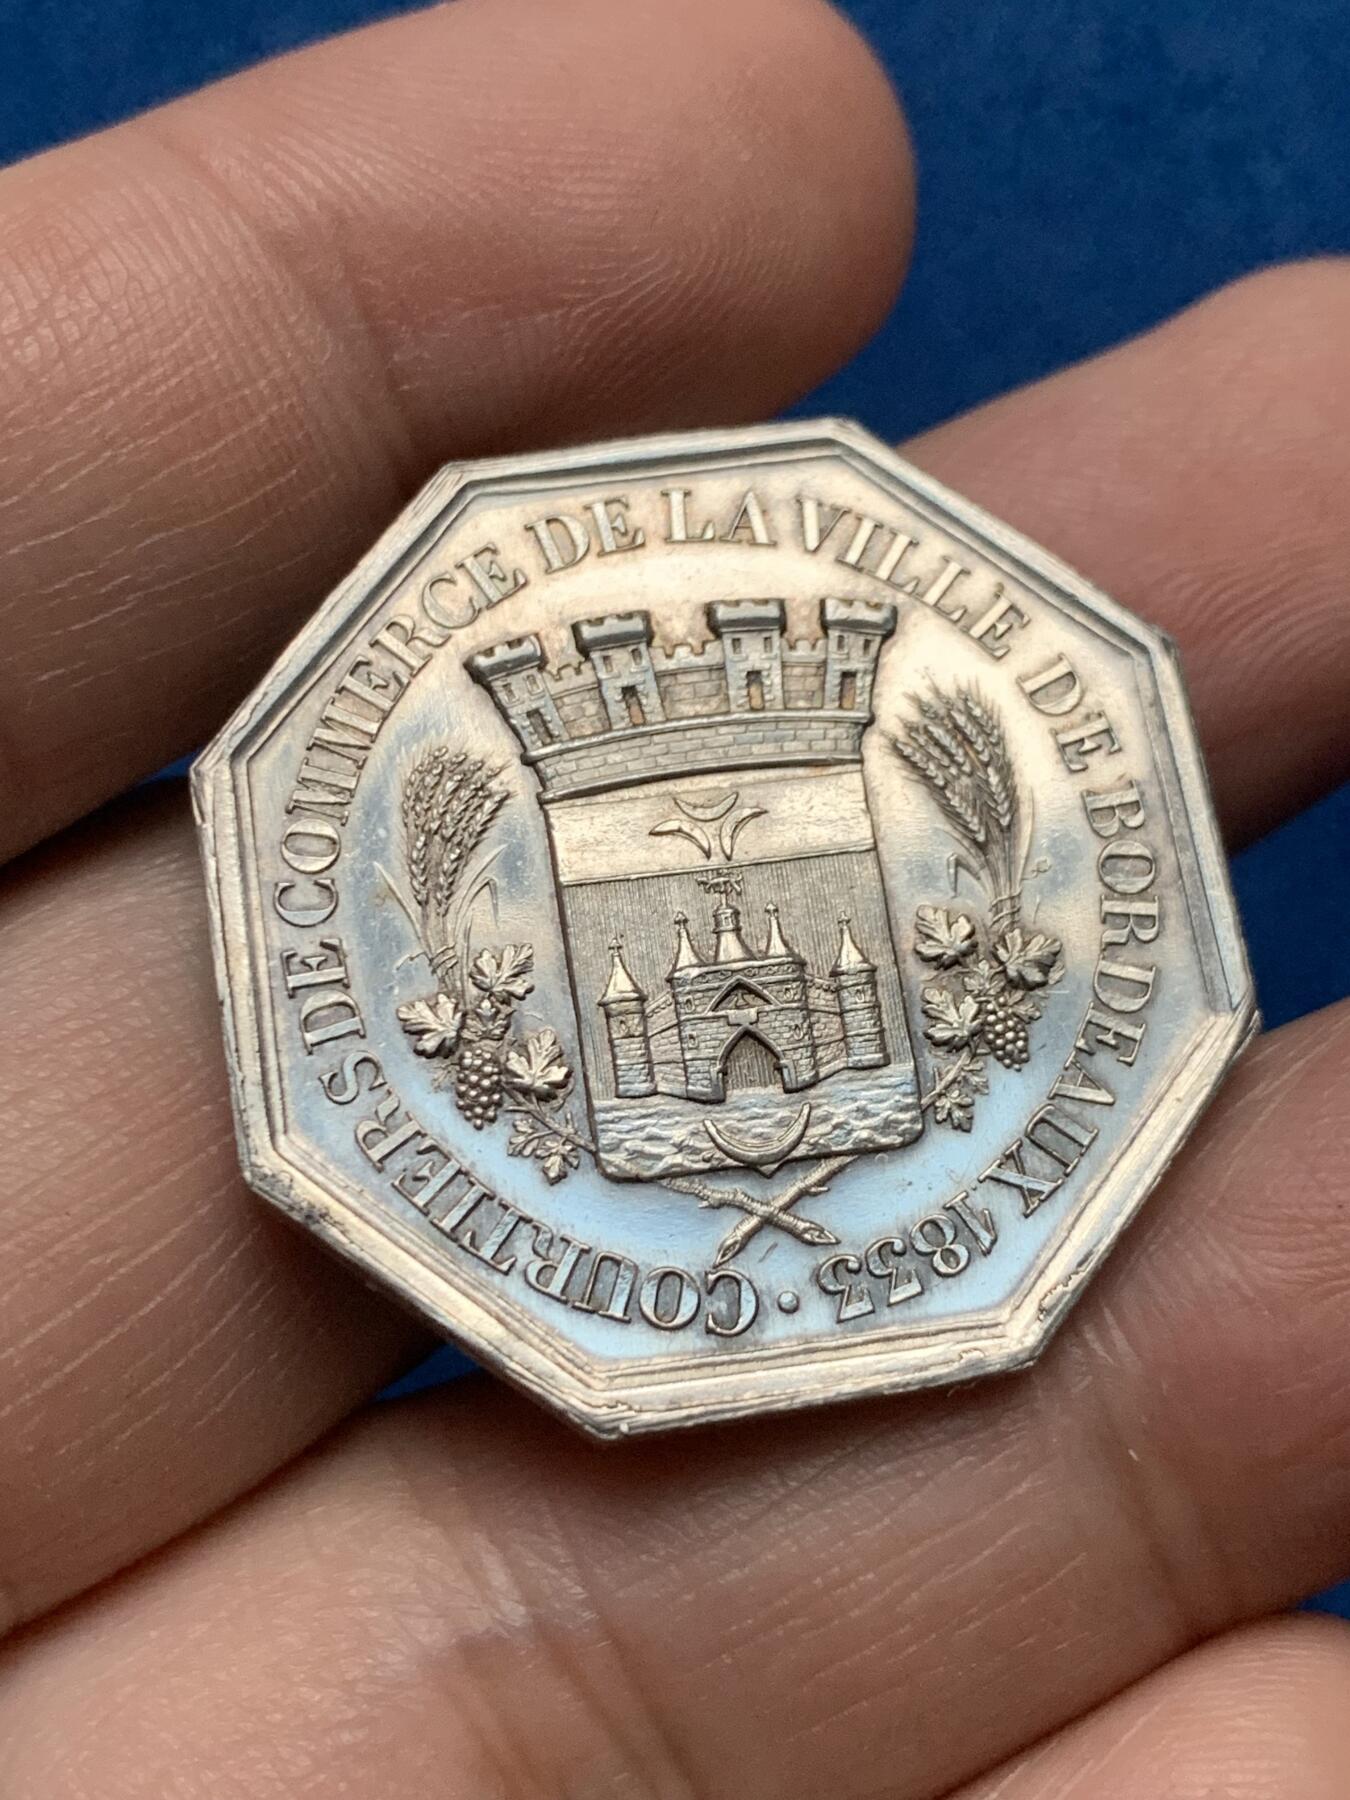 COURTIERS DE COMMERCE DE LA VILLE DE BORDEAUX 1833 ·